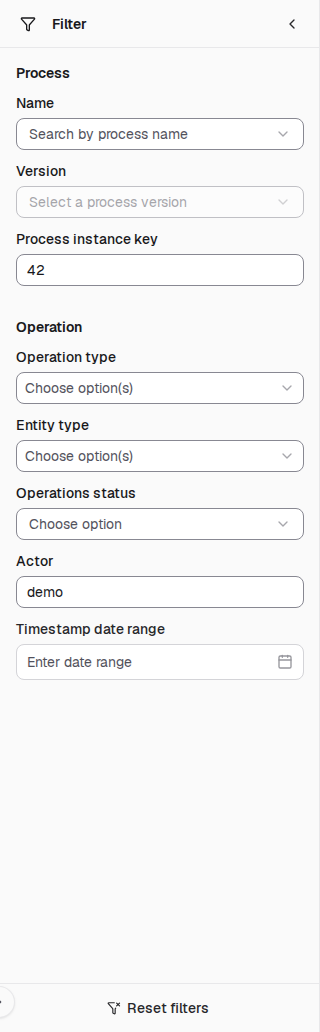 Filter
Process
Name
Search by process name
Version
Select a process version
Process instance key
42
Operation
Operation type
Choose option(s)
Entity type
Choose option(s)
Operations status
Choose option
Actor
demo
Timestamp date range
Enter date range
Reset filters